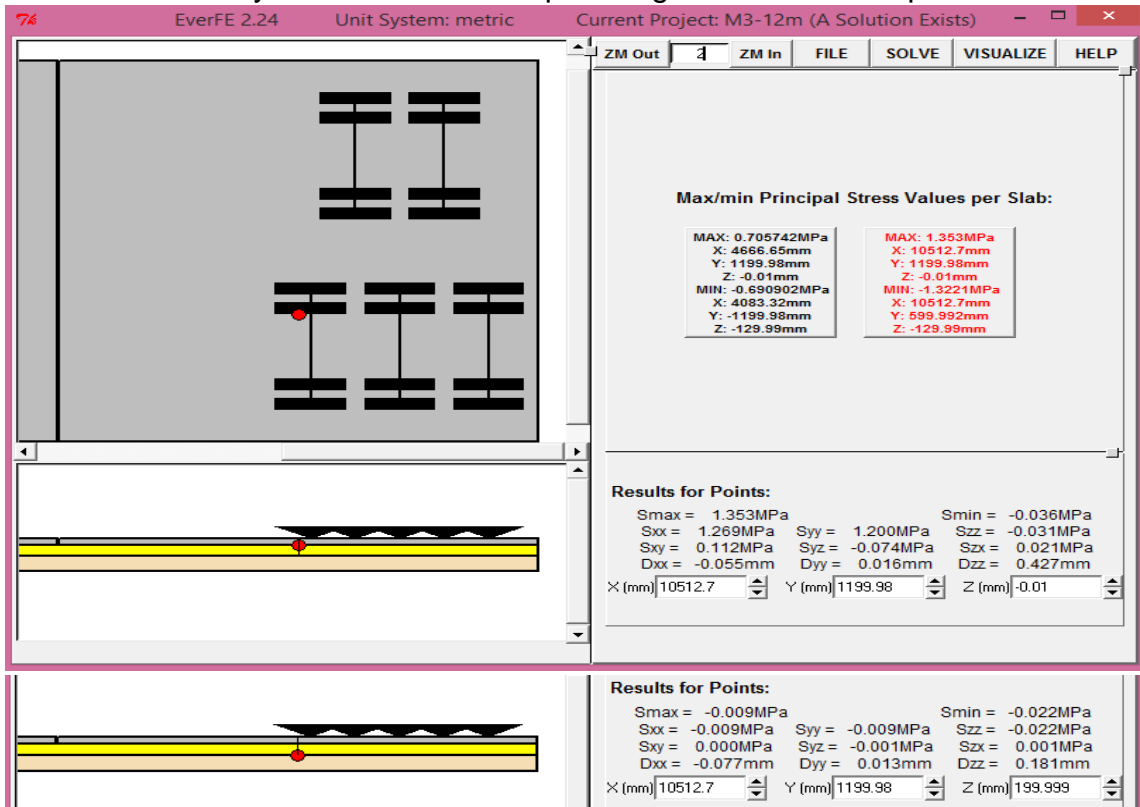 EverFE 2.24 Unit System: metric Current Project: M3-12m (A Solution Exists)
ZM Out 2 ZM In FILE SOLVE VISUALIZE HELP
Max/min Principal Stress Values per Slab:
MAX: 0.705742MPa
X: 4666.65mm
Y: 1199.98mm
Z: -0.01mm
MIN: -0.690902MPa
X: 4083.32mm
Y: -1199.98mm
Z: -129.99mm
MAX: 1.353MPa
X: 10512.7mm
Y: 1199.98mm
Z: -0.01mm
MIN: -1.3221MPa
X: 10512.7mm
Y: 599.992mm
Z: -129.99mm
Results for Points:
Smax = 1.353MPa Smin = -0.036MPa
Sxx = 1.269MPa Syy = 1.200MPa Szz = -0.031MPa
Sxy = 0.112MPa Syz = -0.074MPa Szx = 0.021MPa
Dxx = -0.055mm Dyy = 0.016mm Dzz = 0.427mm
X (mm) 10512.7 Y (mm) 1199.98 Z (mm) -0.01
Results for Points:
Smax = -0.009MPa Smin = -0.022MPa
Sxx = -0.009MPa Syy = -0.009MPa Szz = -0.022MPa
Sxy = 0.000MPa Syz = -0.001MPa Szx = 0.001MPa
Dxx = -0.077mm Dyy = 0.013mm Dzz = 0.181mm
X (mm) 10512.7 Y (mm) 1199.98 Z (mm) 199.999